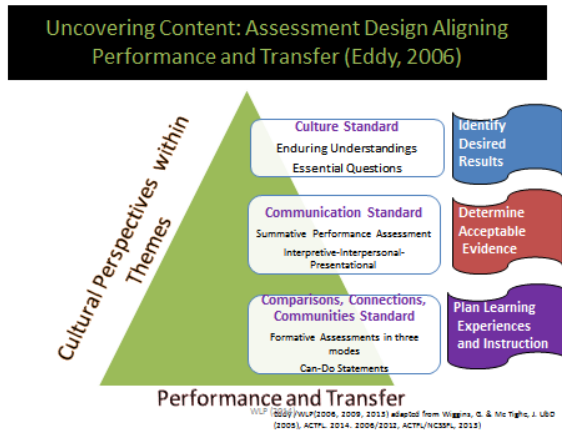 Uncovering Content: Assessment Design Aligning
Performance and Transfer (Eddy, 2006)
Cultural Perspectives within
Themes
Culture Standard
Enduring Understandings
Essential Questions
Identify
Desired
Results
Communication Standard
Summative Performance Assessment
Interpretive-Interpersonal-
Presentational
Determine
Acceptable
Evidence
Comparisons, Connections,
Communities Standard
Formative Assessments in three
modes
Can-Do Statements
Plan Learning
Experiences
and Instruction
Performance and Transfer
WLP
Eddy/WLP(2006, 2009, 2013) adapted from Wiggins, G. & Mc Tighe, J. UbD
(2005), ACTFL. 2014. 2006/2012, ACTFL/NCSSFL, 2013)